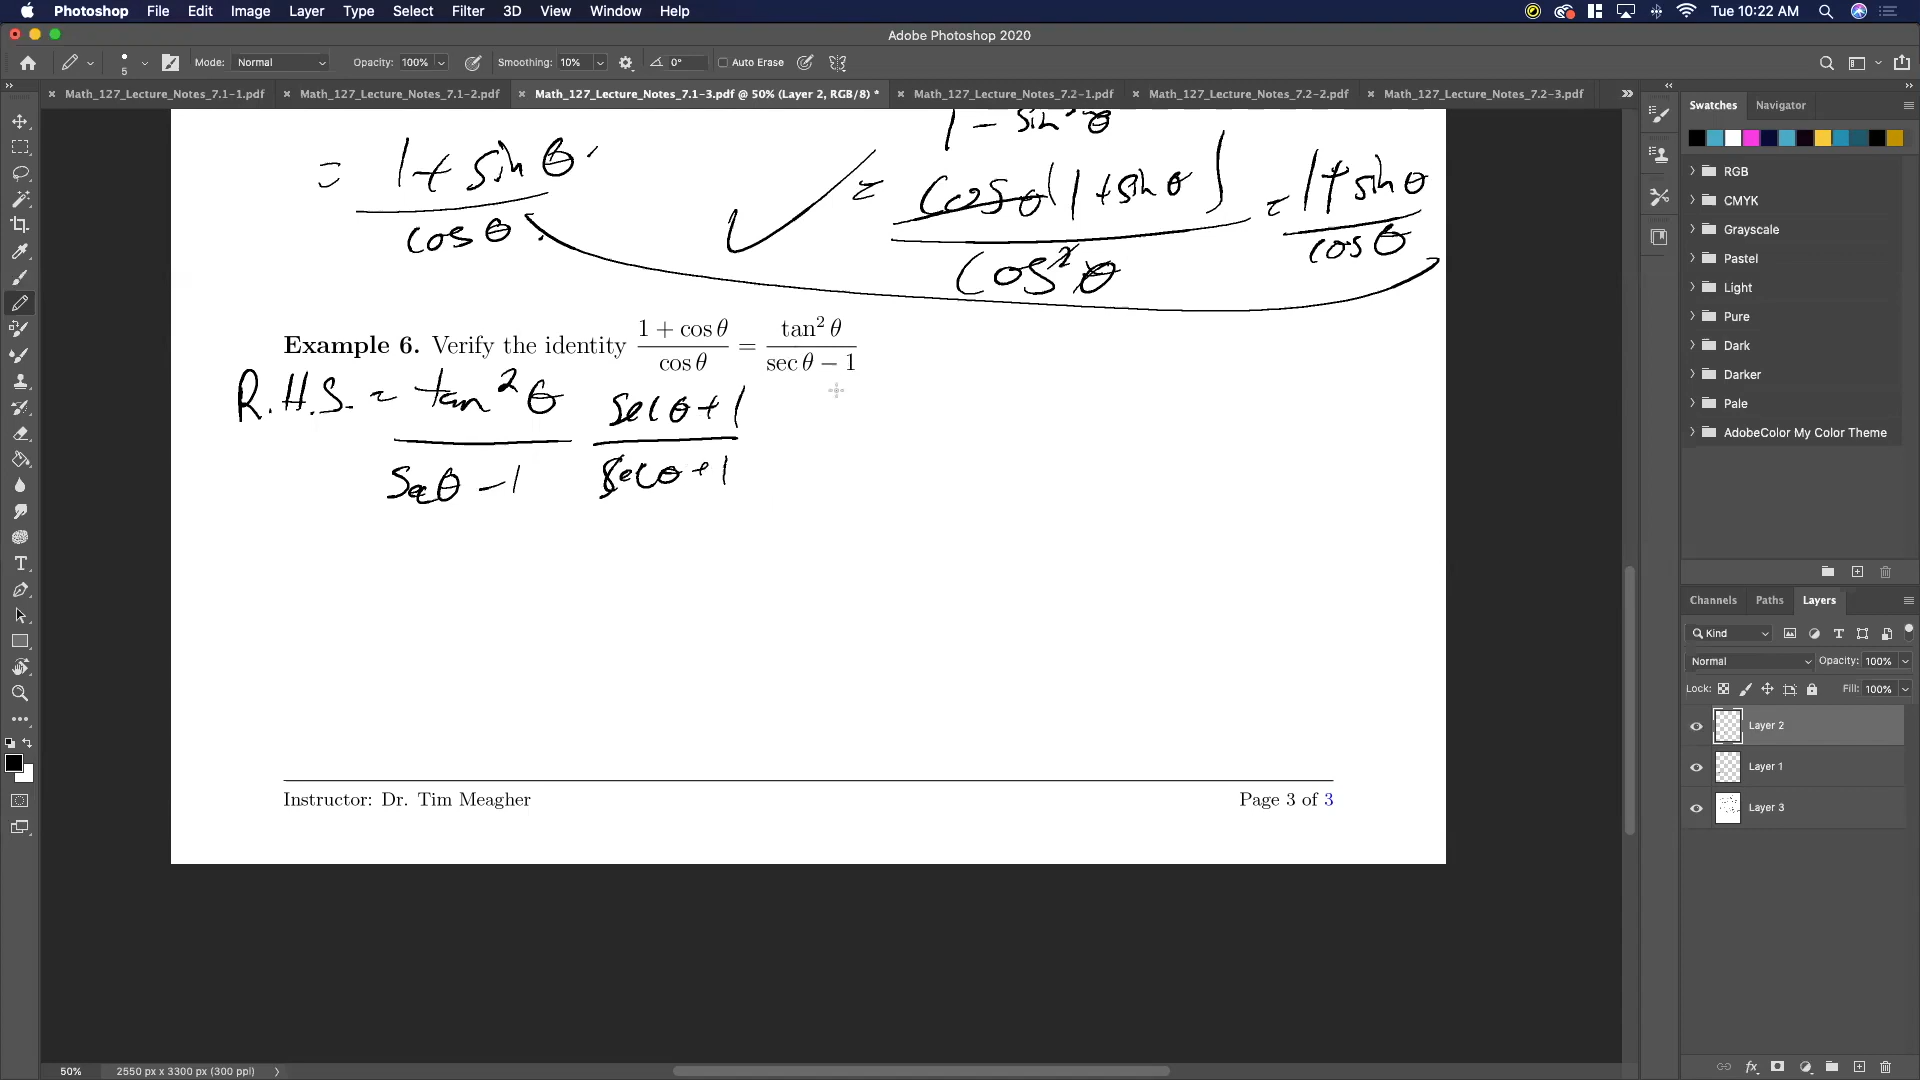 Photoshop File Edit Image Layer Type Select Filter 3D View Window Help Tue 10:22 AM
Adobe Photoshop 2020
5 Mode: Normal Opacity: 100% Smoothing: 10% 0° Auto Erase
Math_127_Lecture_Notes_7.1-1.pdf Math_127_Lecture_Notes_7.1-2.pdf Math_127_Lecture_Notes_7.1-3.pdf @ 50% (Layer 2, RGB/8) * Math_127_Lecture_Notes_7.2-1.pdf Math_127_Lecture_Notes_7.2-2.pdf Math_127_Lecture_Notes_7.2-3.pdf
1 - sin²θ
= 1 + sin θ / cos θ
= cosθ (1 + sin θ) / cos²θ = 1 + sin θ / cos θ
Example 6. Verify the identity (1 + cos θ) / cos θ = tan² θ / (sec θ − 1)
R.H.S. = tan² θ sec θ + 1
sec θ - 1 sec θ + 1
Instructor: Dr. Tim Meagher Page 3 of 3
50% 2550 px x 3300 px (300 ppi)
Swatches Navigator
RGB
CMYK
Grayscale
Pastel
Light
Pure
Dark
Darker
Pale
AdobeColor My Color Theme
Channels Paths Layers
Kind
Normal Opacity: 100%
Lock: Fill: 100%
Layer 2
Layer 1
Layer 3
fx